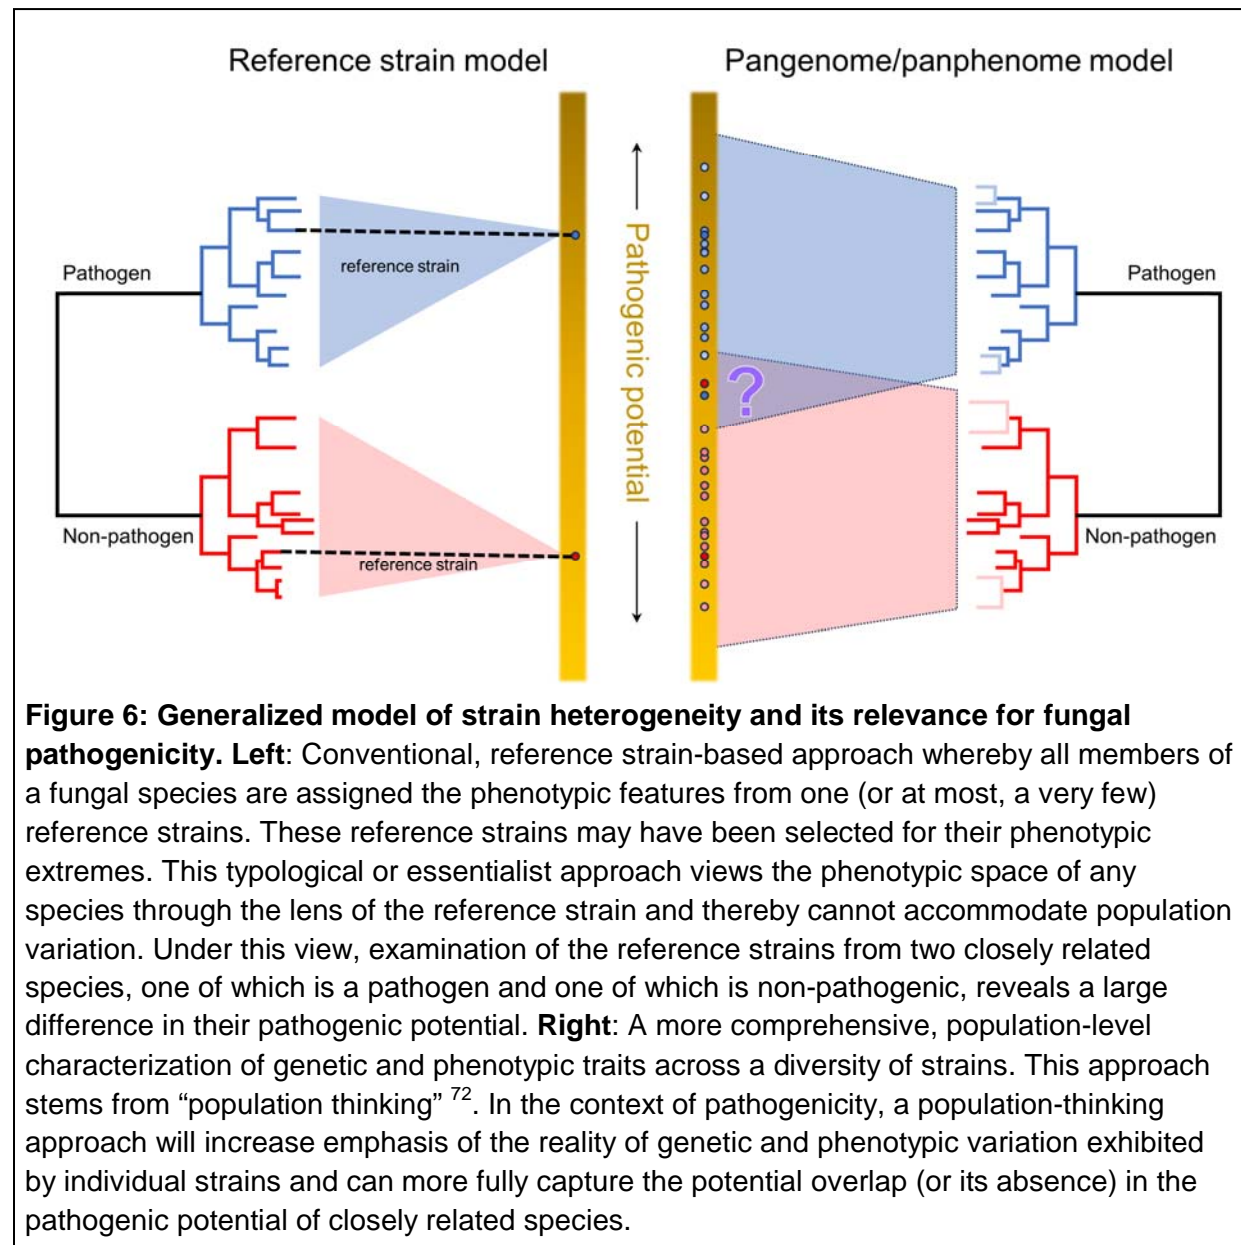 Reference strain model
Pangenome/panphenome model
Pathogen
reference strain
Pathogenic potential
?
Pathogen
Non-pathogen
reference strain
Non-pathogen
Figure 6: Generalized model of strain heterogeneity and its relevance for fungal
pathogenicity. Left: Conventional, reference strain-based approach whereby all members of
a fungal species are assigned the phenotypic features from one (or at most, a very few)
reference strains. These reference strains may have been selected for their phenotypic
extremes. This typological or essentialist approach views the phenotypic space of any
species through the lens of the reference strain and thereby cannot accommodate population
variation. Under this view, examination of the reference strains from two closely related
species, one of which is a pathogen and one of which is non-pathogenic, reveals a large
difference in their pathogenic potential. Right: A more comprehensive, population-level
characterization of genetic and phenotypic traits across a diversity of strains. This approach
stems from “population thinking” 72. In the context of pathogenicity, a population-thinking
approach will increase emphasis of the reality of genetic and phenotypic variation exhibited
by individual strains and can more fully capture the potential overlap (or its absence) in the
pathogenic potential of closely related species.